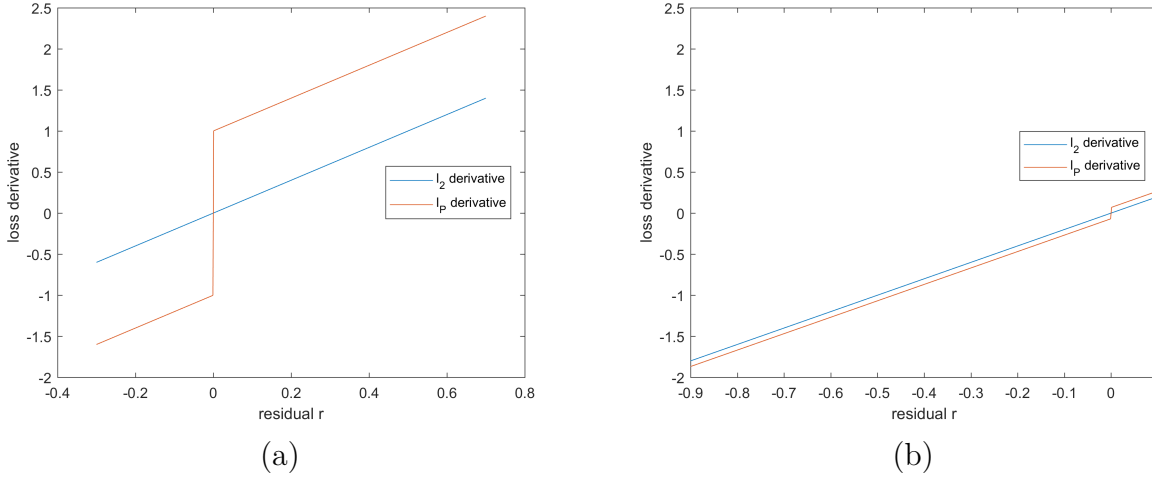 2.5
2
1.5
1
0.5
0
-0.5
-1
-1.5
-2
-0.4 -0.2 0 0.2 0.4 0.6 0.8
loss derivative
residual r
l2 derivative
lP derivative
(a)
2.5
2
1.5
1
0.5
0
-0.5
-1
-1.5
-2
-0.9 -0.8 -0.7 -0.6 -0.5 -0.4 -0.3 -0.2 -0.1 0
loss derivative
residual r
l2 derivative
lP derivative
(b)